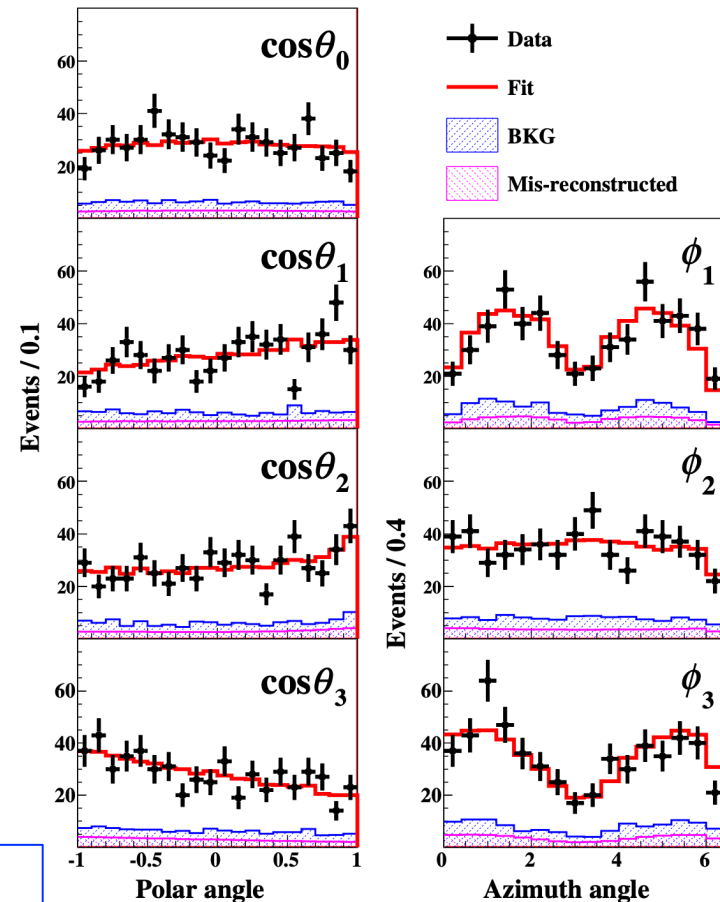 cosθ₀
80
60
40
20
Data
Fit
BKG
Mis-reconstructed
Events / 0.1
cosθ₁
60
40
20
cosθ₂
60
40
20
cosθ₃
60
40
20
-1 -0.5 0 0.5 1
Polar angle
Events / 0.4
ϕ₁
60
40
20
ϕ₂
60
40
20
ϕ₃
60
40
20
0 2 4 6
Azimuth angle